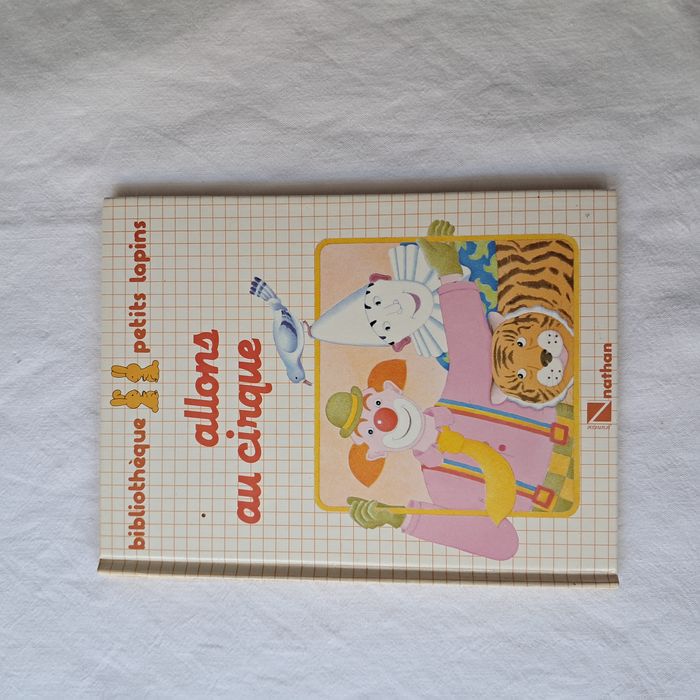 bibliothèque petits lapins
allons
au cirque
nathan